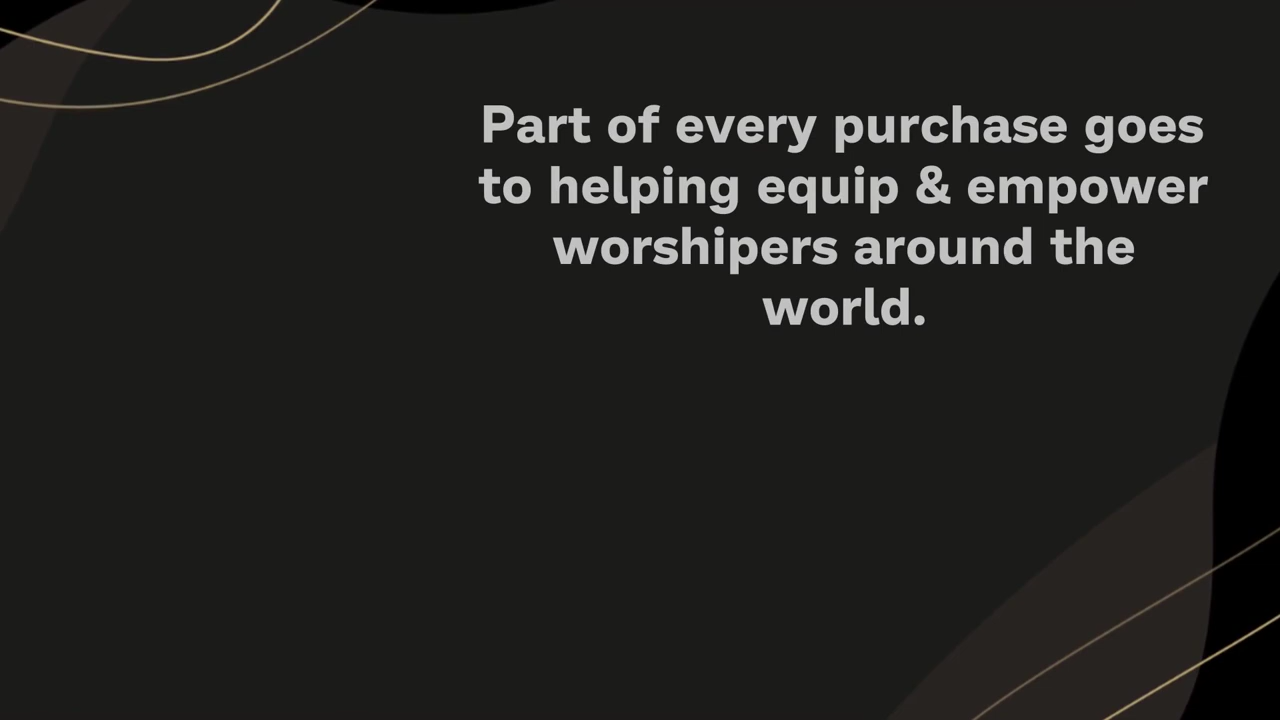 Part of every purchase goes
to helping equip & empower
worshipers around the
world.